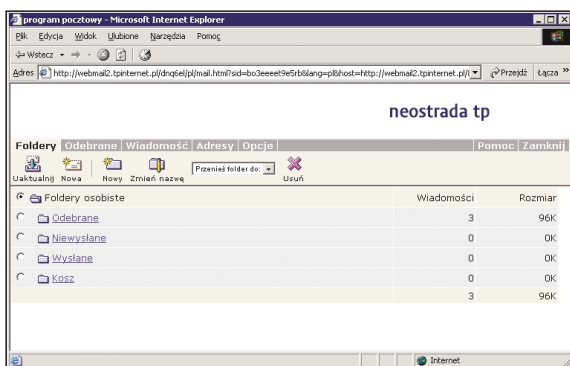 program pocztowy - Microsoft Internet Explorer
Plik Edycja Widok Ulubione Narzędzia Pomoc
Wstecz
Adres http://webmail2.tpinternet.pl/dnq6el/pl/mail.html?sid=bo3eeeet9e5rb&lang=pl&host=http://webmail2.tpinternet.pl/( Przejdź Łącza »
neostrada tp
Foldery Odebrane Wiadomość Adresy Opcje Pomoc Zamknij
Uaktualnij Nowa Nowy Zmień nazwę Przenieś folder do: Usuń
Foldery osobiste Wiadomości Rozmiar
Odebrane 3 96K
Niewysłane 0 0K
Wysłane 0 0K
Kosz 0 0K
3 96K
Internet